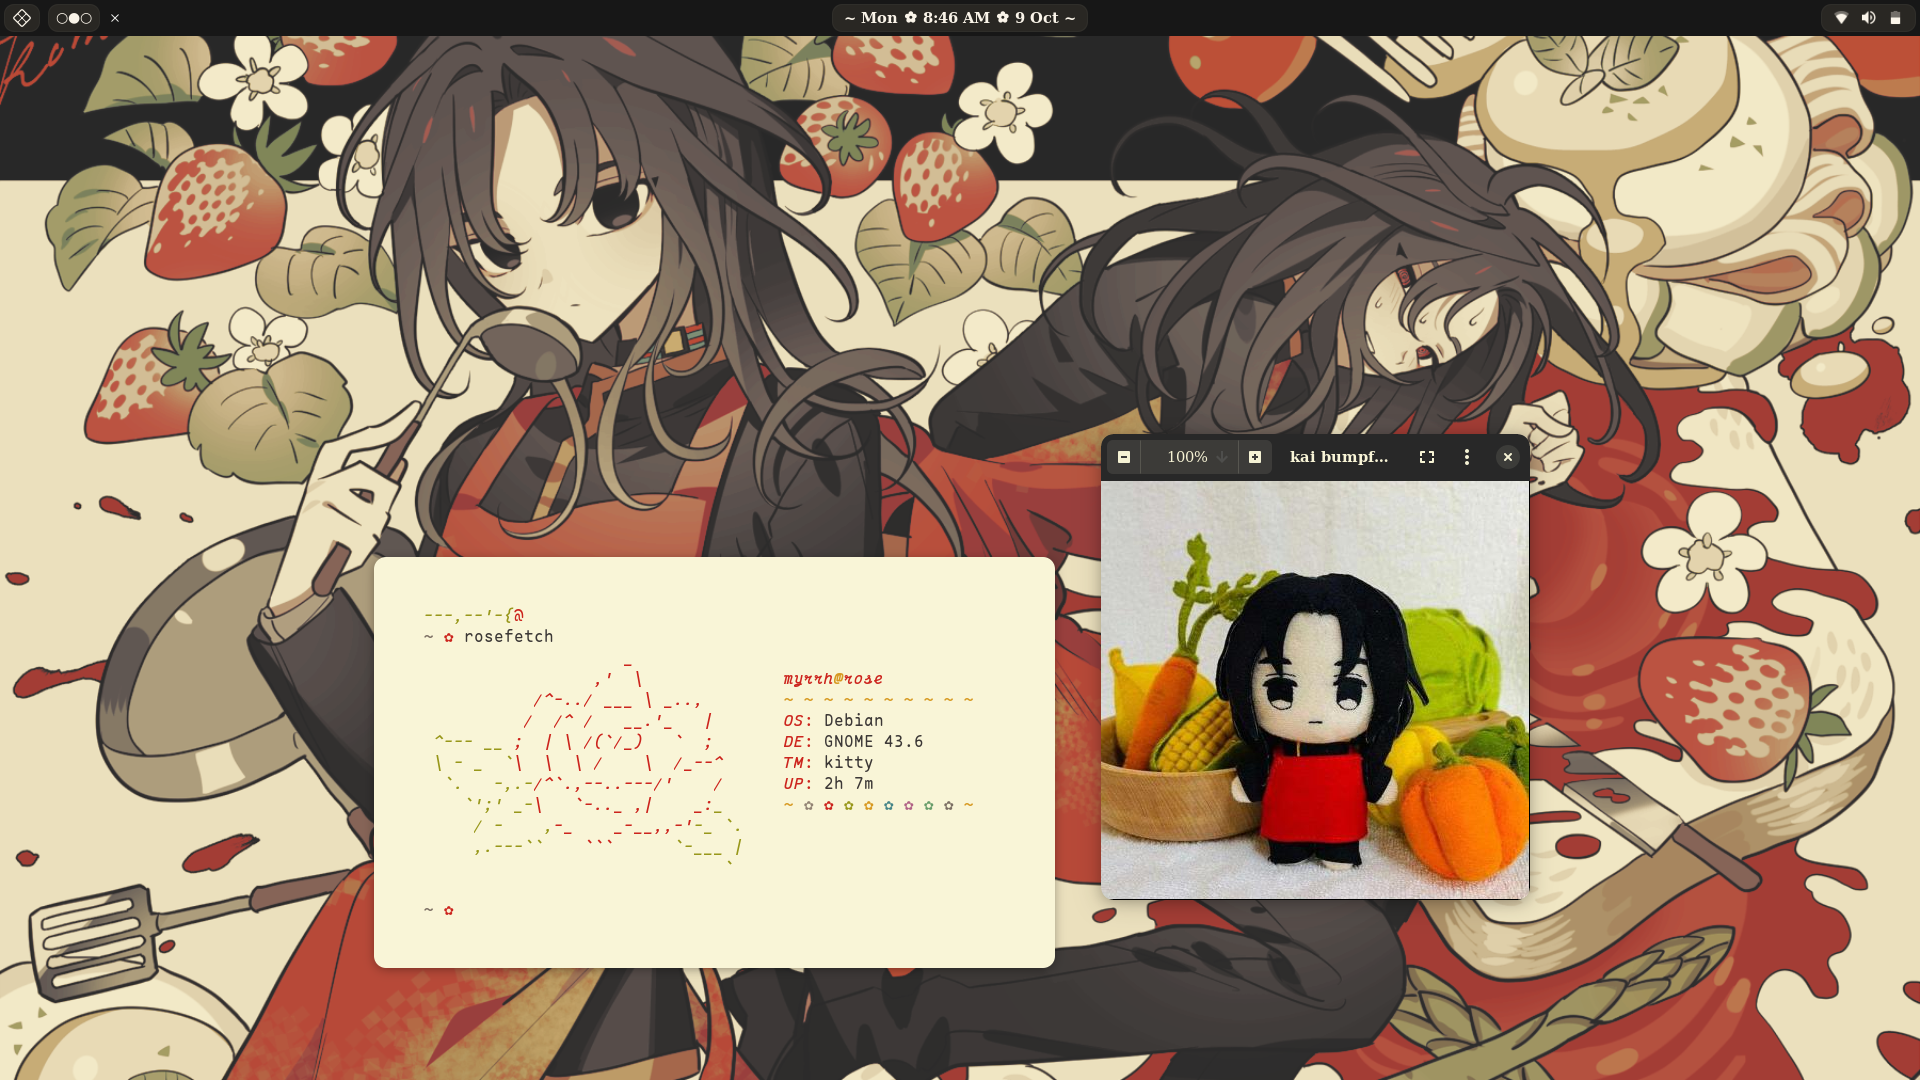 ~ Mon ✿ 8:46 AM ✿ 9 Oct ~
---,--'-{@
~ ✿ rosefetch
myrrh@rose
~ ~ ~ ~ ~ ~ ~ ~ ~ ~
OS: Debian
DE: GNOME 43.6
TM: kitty
UP: 2h 7m
~ ✿ ✿ ✿ ✿ ✿ ✿ ✿ ✿ ~
~ ✿
100%
kai bumpf...